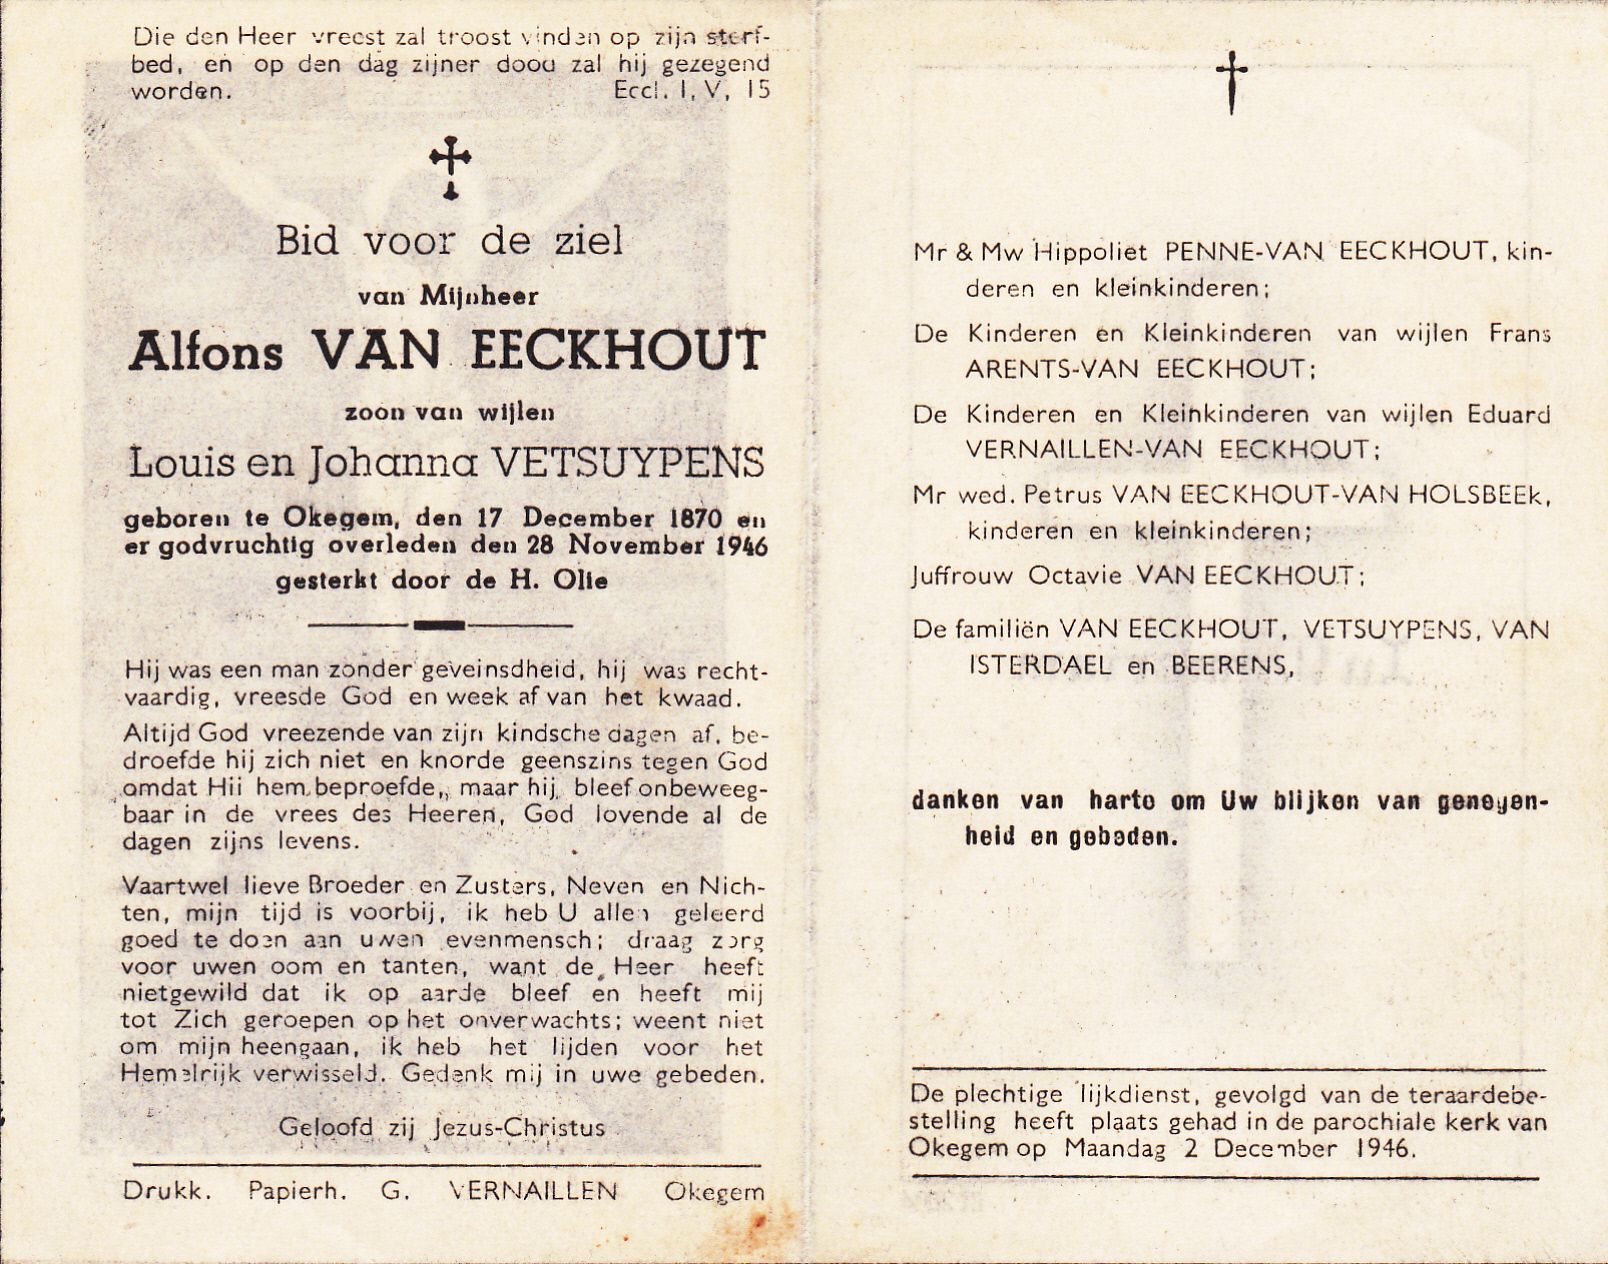 Die den Heer vreest zal troost vinden op zijn sterf-
bed, en op den dag zijner dood zal hij gezegend
worden. Eccl. I, V, 15
Bid voor de ziel
van Mijnheer
Alfons VAN EECKHOUT
zoon van wijlen
Louis en Johanna VETSUYPENS
geboren te Okegem, den 17 December 1870 en
er godvruchtig overleden den 28 November 1946
gesterkt door de H. Olie
Hij was een man zonder geveinsdheid, hij was recht-
vaardig, vreesde God en week af van het kwaad.
Altijd God vreezende van zijn kindsche dagen af, be-
droefde hij zich niet en knorde geenszins tegen God
omdat Hij hem beproefde, maar hij bleef onbeweeg-
baar in de vrees des Heeren, God lovende al de
dagen zijns levens.
Vaartwel lieve Broeder en Zusters, Neven en Nich-
ten, mijn tijd is voorbij, ik heb U allen geleerd
goed te doen aan uwen evenmensch; draag zorg
voor uwen oom en tanten, want de Heer heeft
nietgewild dat ik op aarde bleef en heeft mij
tot Zich geroepen op het onverwachts; weent niet
om mijn heengaan, ik heb het lijden voor het
Hemelrijk verwisseld. Gedenk mij in uwe gebeden.
Geloofd zij Jezus-Christus
Drukk. Papierh. G. VERNAILLEN Okegem
Mr & Mw Hippoliet PENNE-VAN EECKHOUT, kin-
deren en kleinkinderen;
De Kinderen en Kleinkinderen van wijlen Frans
ARENTS-VAN EECKHOUT;
De Kinderen en Kleinkinderen van wijlen Eduard
VERNAILLEN-VAN EECKHOUT;
Mr wed. Petrus VAN EECKHOUT-VAN HOLSBEEk,
kinderen en kleinkinderen;
Juffrouw Octavie VAN EECKHOUT;
De familiën VAN EECKHOUT, VETSUYPENS, VAN
ISTERDAEL en BEERENS,
danken van harte om Uw blijken van genegen-
heid en gebeden.
De plechtige lijkdienst, gevolgd van de teraardebe-
stelling heeft plaats gehad in de parochiale kerk van
Okegem op Maandag 2 December 1946.